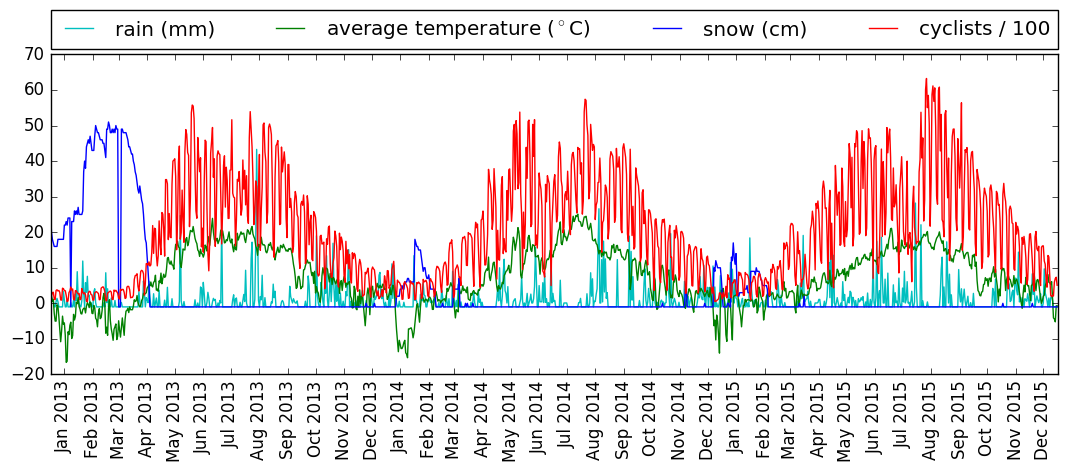 rain (mm) average temperature (°C) snow (cm) cyclists / 100
70
60
50
40
30
20
10
0
−10
−20
Jan 2013
Feb 2013
Mar 2013
Apr 2013
May 2013
Jun 2013
Jul 2013
Aug 2013
Sep 2013
Oct 2013
Nov 2013
Dec 2013
Jan 2014
Feb 2014
Mar 2014
Apr 2014
May 2014
Jun 2014
Jul 2014
Aug 2014
Sep 2014
Oct 2014
Nov 2014
Dec 2014
Jan 2015
Feb 2015
Mar 2015
Apr 2015
May 2015
Jun 2015
Jul 2015
Aug 2015
Sep 2015
Oct 2015
Nov 2015
Dec 2015